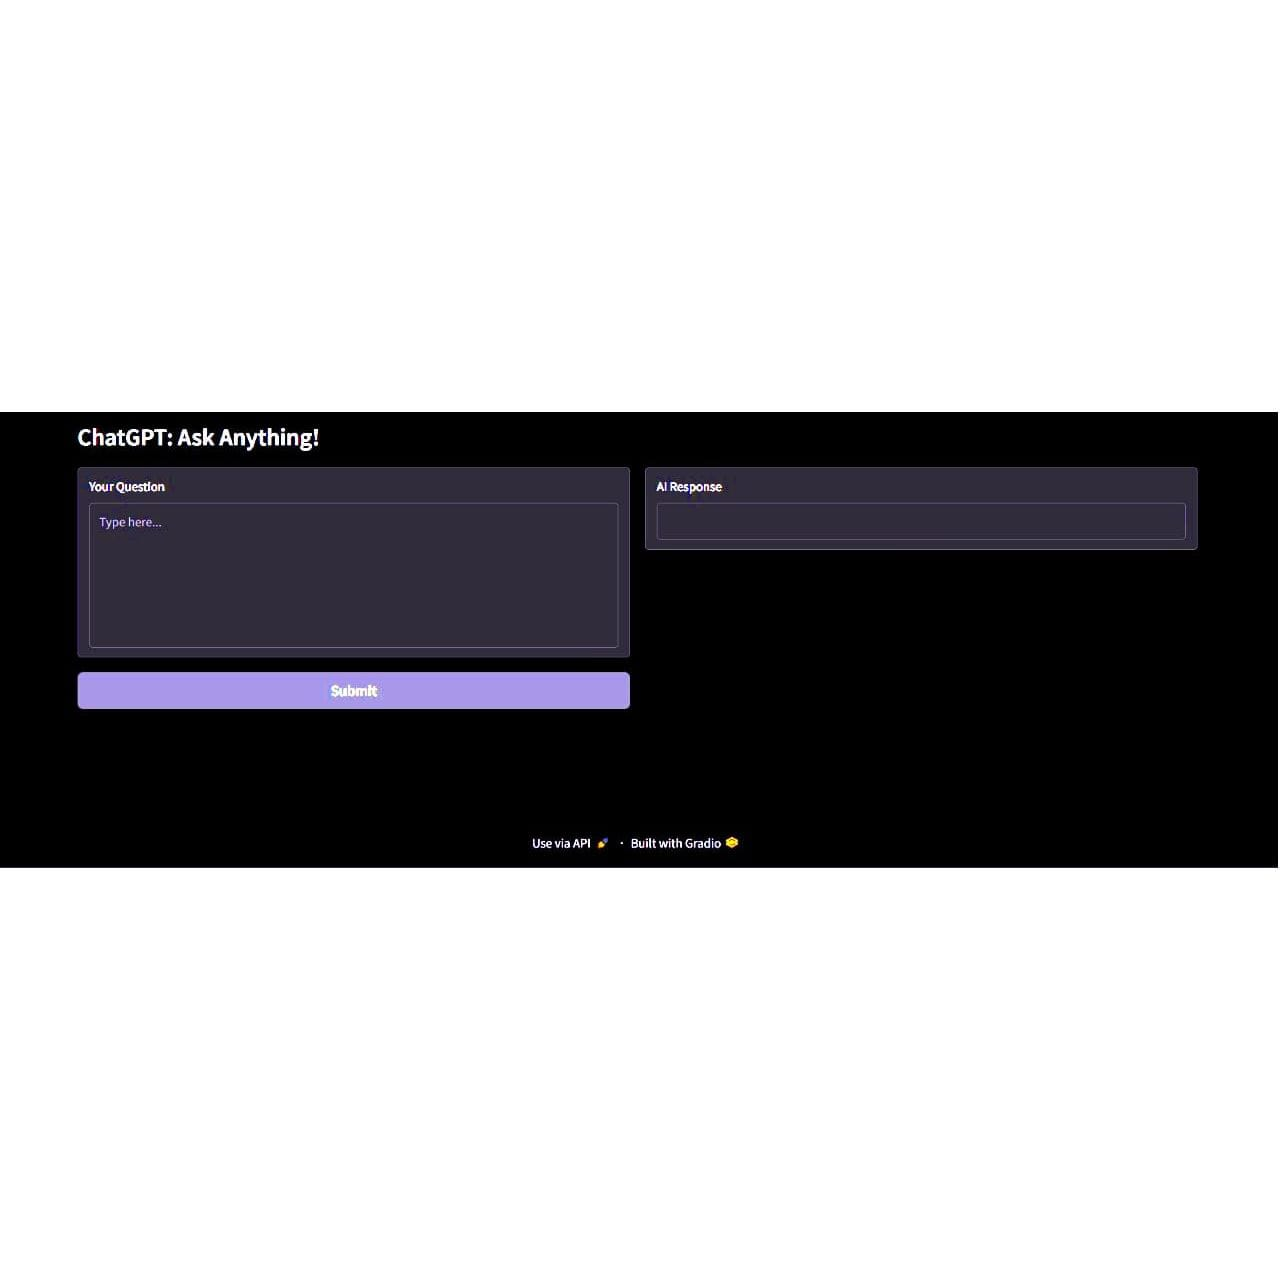 ChatGPT: Ask Anything!
Your Question
Type here...
Submit
AI Response
Use via API · Built with Gradio